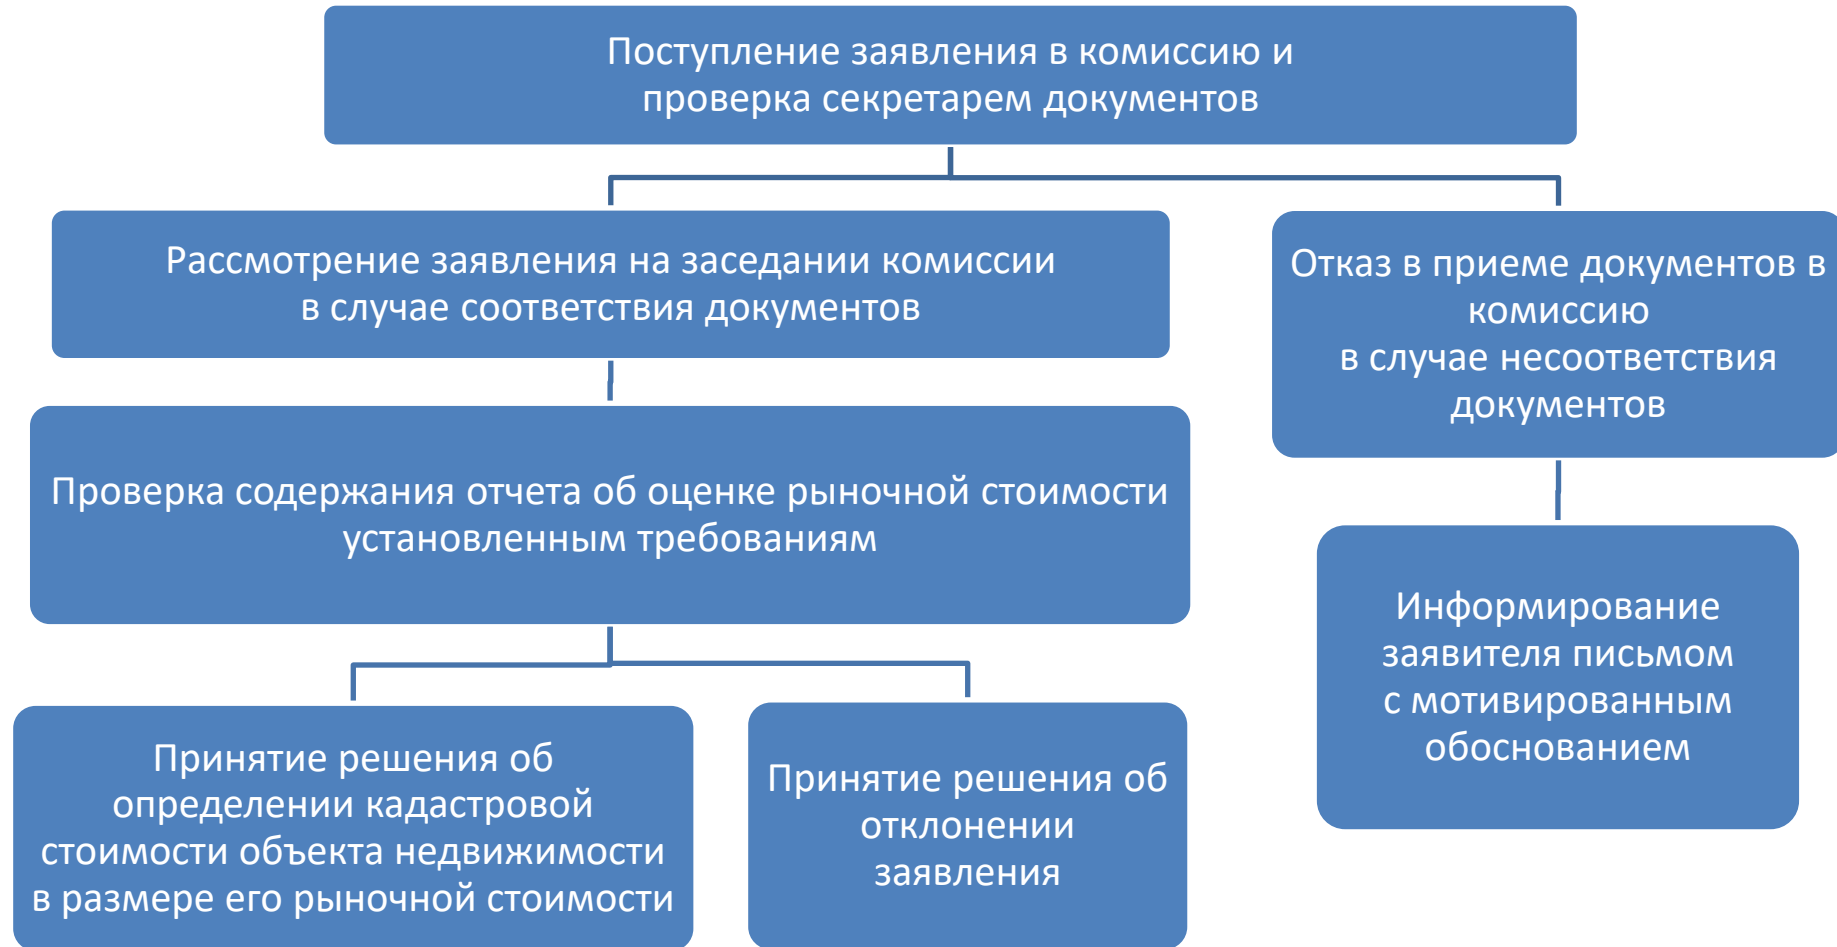 Поступление заявления в комиссию и
проверка секретарем документов
Рассмотрение заявления на заседании комиссии
в случае соответствия документов
Отказ в приеме документов в
комиссию
в случае несоответствия
документов
Проверка содержания отчета об оценке рыночной стоимости
установленным требованиям
Информирование
заявителя письмом
с мотивированным
обоснованием
Принятие решения об
определении кадастровой
стоимости объекта недвижимости
в размере его рыночной стоимости
Принятие решения об
отклонении
заявления